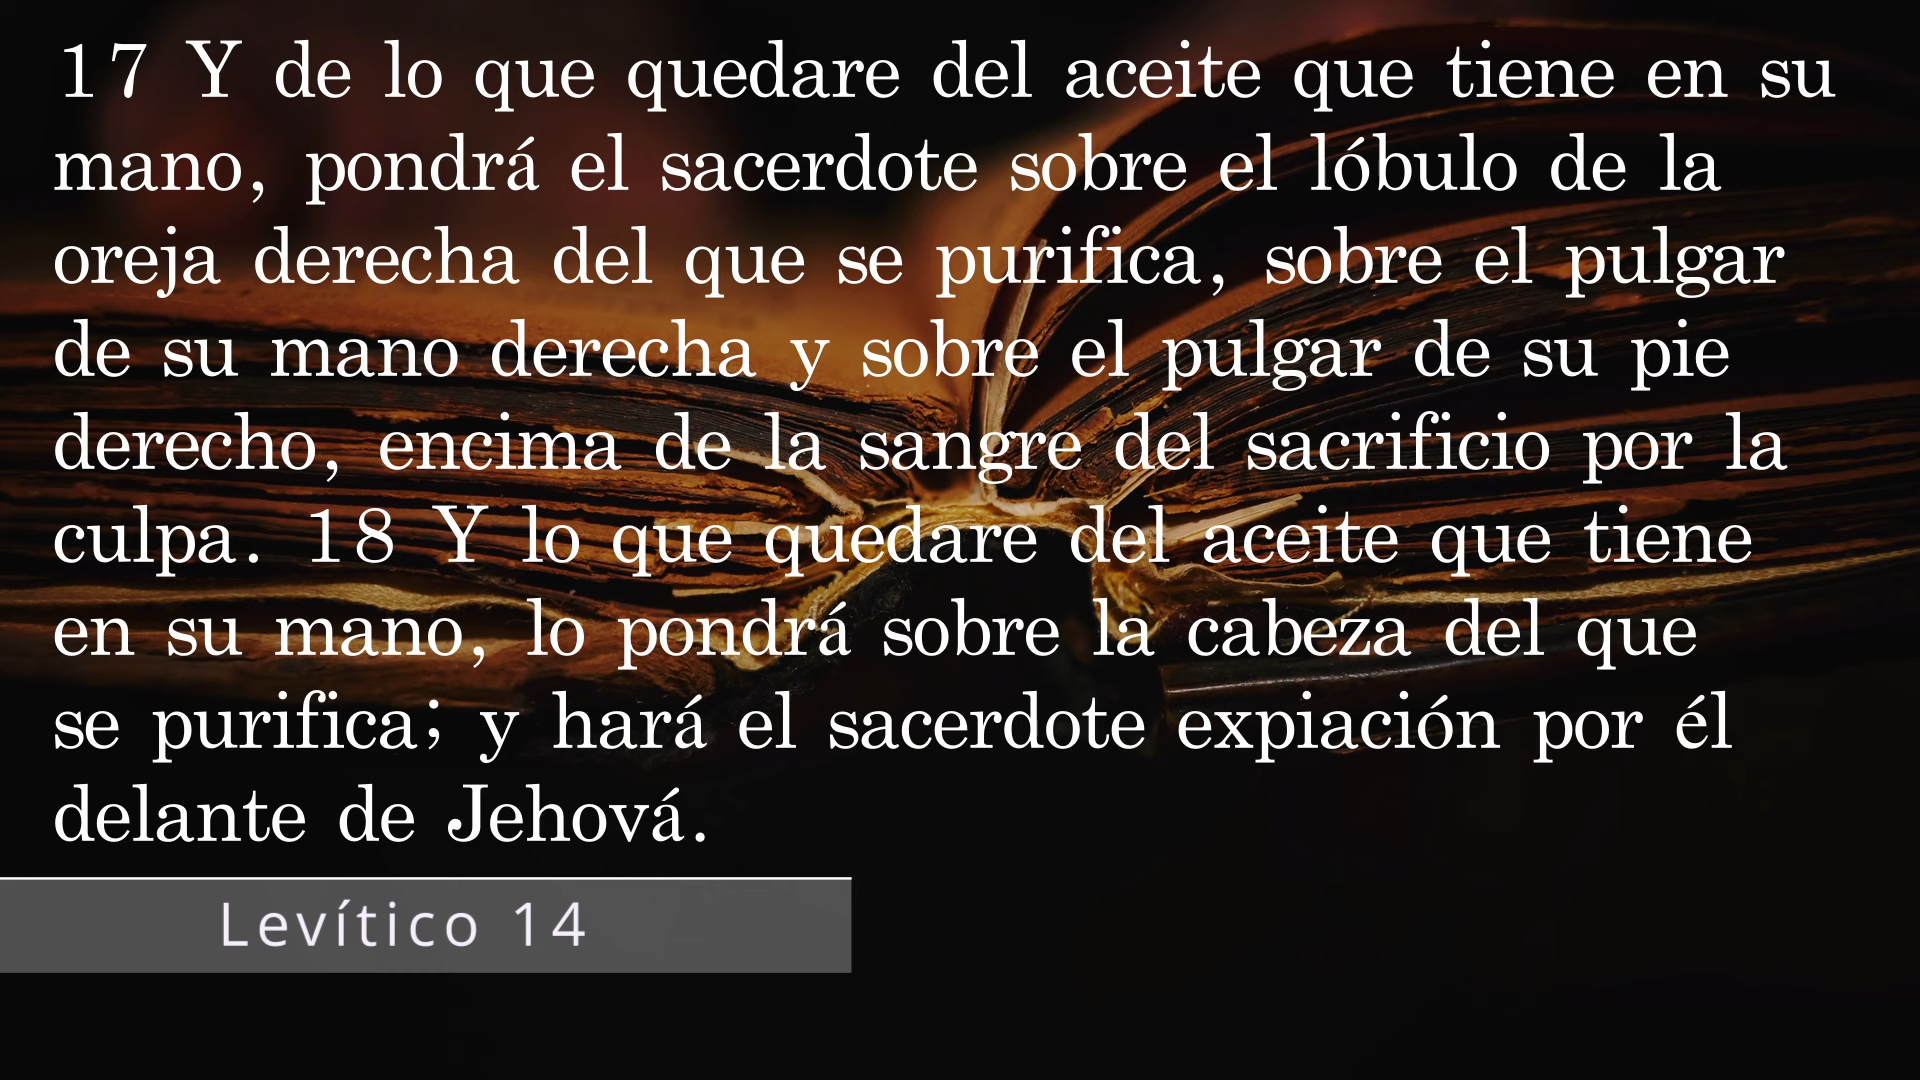 17 Y de lo que quedare del aceite que tiene en su
mano, pondrá el sacerdote sobre el lóbulo de la
oreja derecha del que se purifica, sobre el pulgar
de su mano derecha y sobre el pulgar de su pie
derecho, encima de la sangre del sacrificio por la
culpa. 18 Y lo que quedare del aceite que tiene
en su mano, lo pondrá sobre la cabeza del que
se purifica; y hará el sacerdote expiación por él
delante de Jehová.
Levítico 14